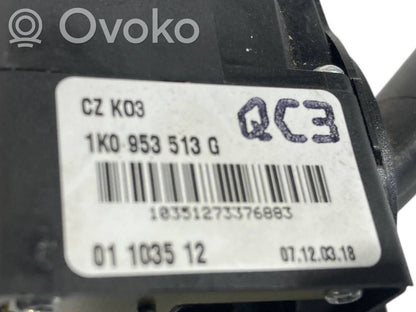 Ovoko
CZ K03
QC3
1K0 953 513 G
10351273376883
01 1035 12
07.12.03.18